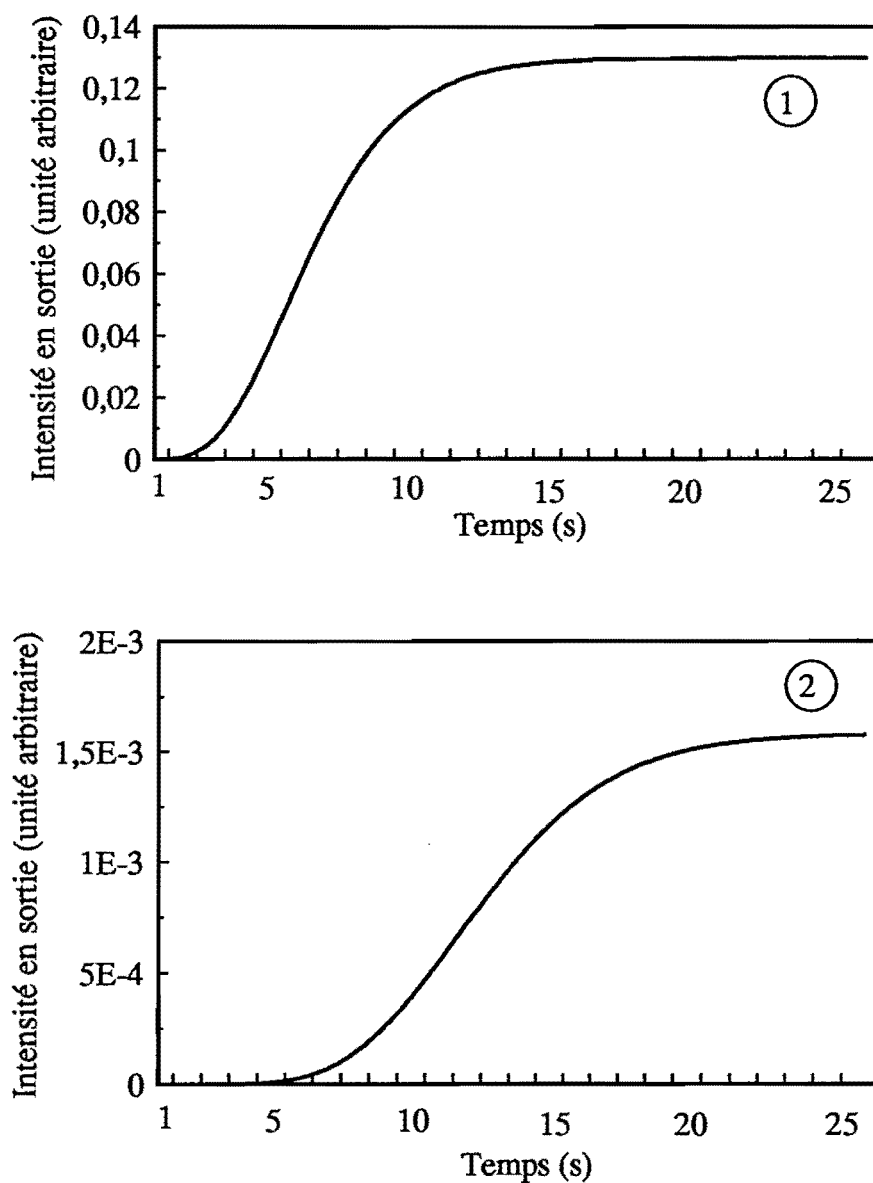 Intensité en sortie (unité arbitraire)
0,14
0,12
0,1
0,08
0,06
0,04
0,02
0
1 5 10 15 20 25
Temps (s)
1
Intensité en sortie (unité arbitraire)
2E-3
1,5E-3
1E-3
5E-4
0
1 5 10 15 20 25
Temps (s)
2